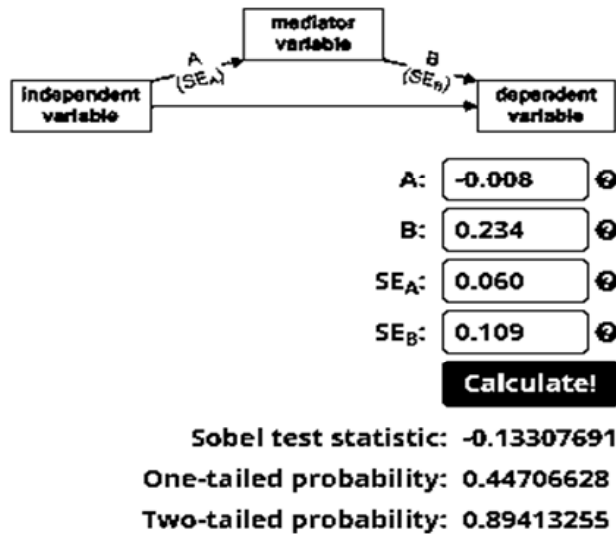 mediator
variable
A
(SEA)
B
(SEB)
independent
variable
dependent
variable
A: -0.008 ?
B: 0.234 ?
SEA: 0.060 ?
SEB: 0.109 ?
Calculate!
Sobel test statistic: -0.13307691
One-tailed probability: 0.44706628
Two-tailed probability: 0.89413255